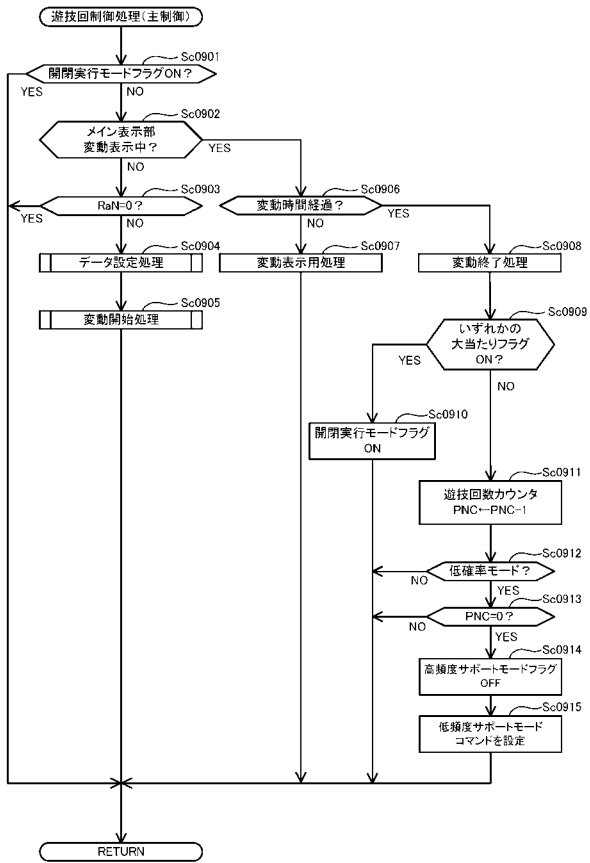 遊技回制御処理(主制御)
Sc0901
開閉実行モードフラグON?
YES
NO
Sc0902
メイン表示部
変動表示中?
YES
NO
Sc0903
RaN=0?
YES
NO
Sc0906
変動時間経過?
NO
YES
Sc0904
データ設定処理
Sc0907
変動表示用処理
Sc0908
変動終了処理
Sc0905
変動開始処理
Sc0909
いずれかの
大当たりフラグ
ON?
YES
NO
Sc0910
開閉実行モードフラグ
ON
Sc0911
遊技回数カウンタ
PNC←PNC-1
Sc0912
低確率モード?
NO
YES
Sc0913
PNC=0?
NO
YES
Sc0914
高頻度サポートモードフラグ
OFF
Sc0915
低頻度サポートモード
コマンドを設定
RETURN